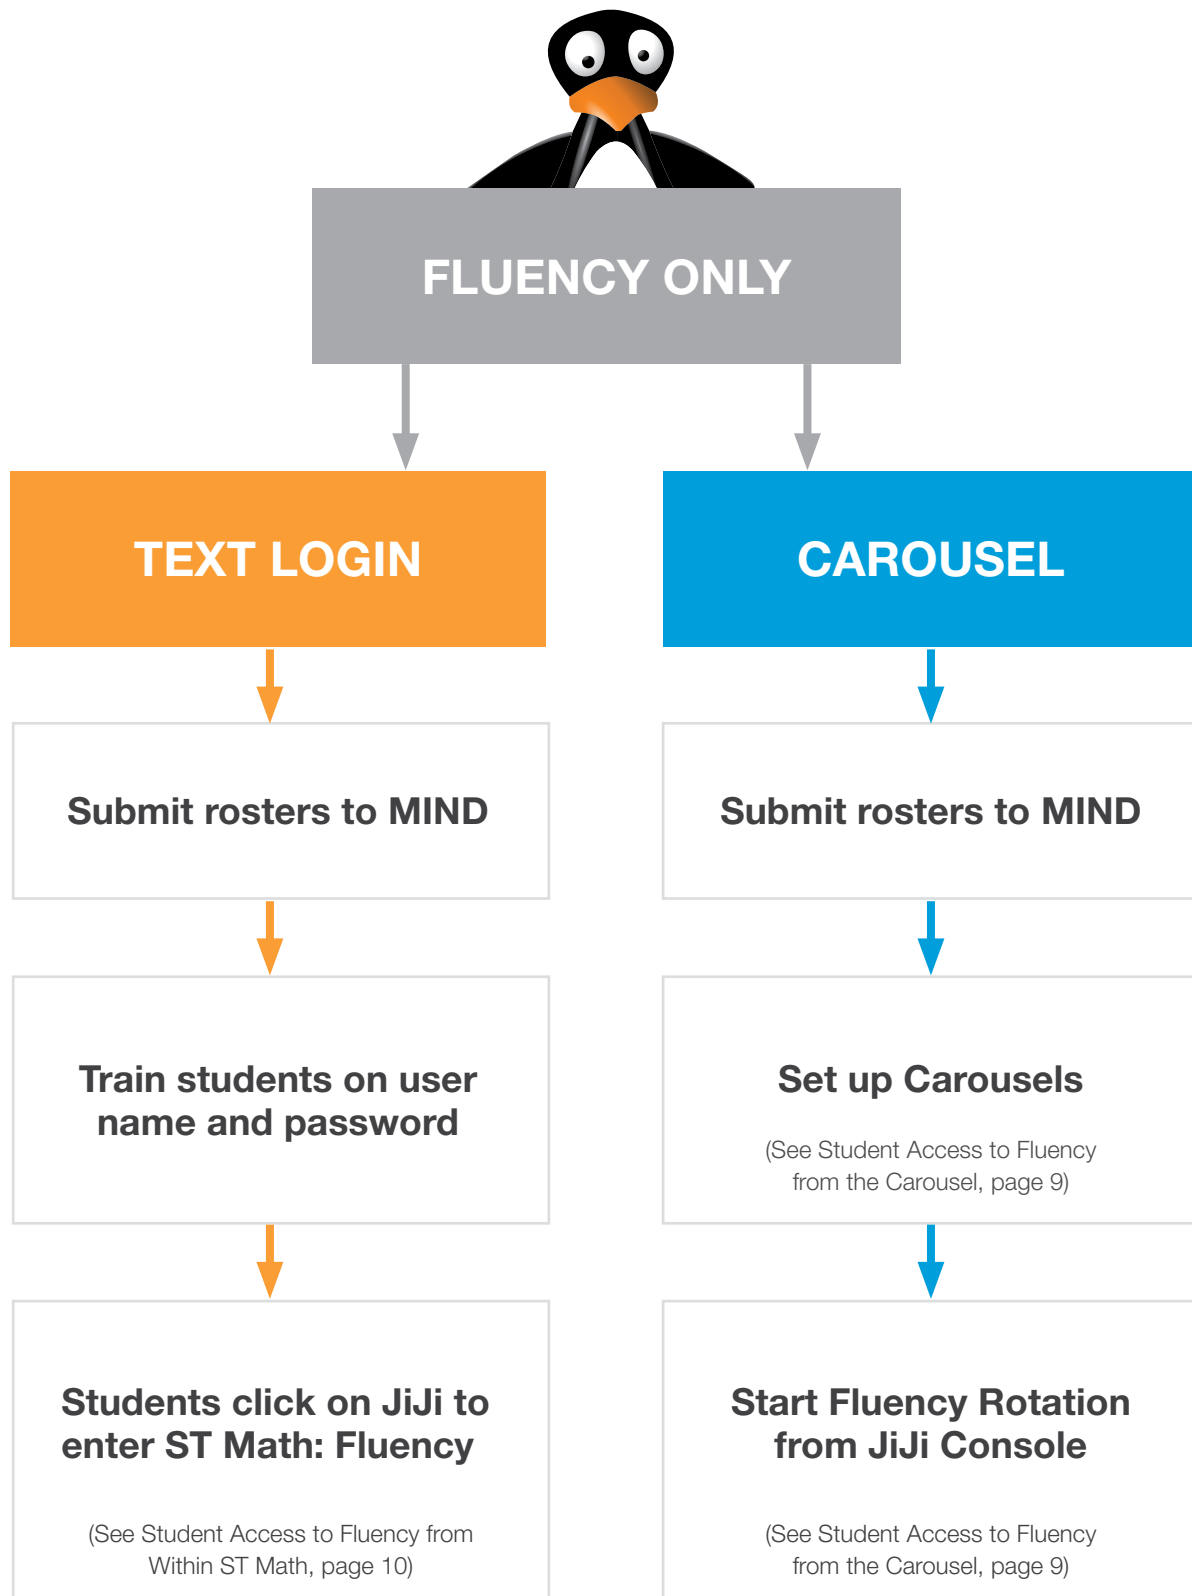 FLUENCY ONLY
TEXT LOGIN
Submit rosters to MIND
Train students on user
name and password
Students click on JiJi to
enter ST Math: Fluency
(See Student Access to Fluency from
Within ST Math, page 10)
CAROUSEL
Submit rosters to MIND
Set up Carousels
(See Student Access to Fluency
from the Carousel, page 9)
Start Fluency Rotation
from JiJi Console
(See Student Access to Fluency
from the Carousel, page 9)